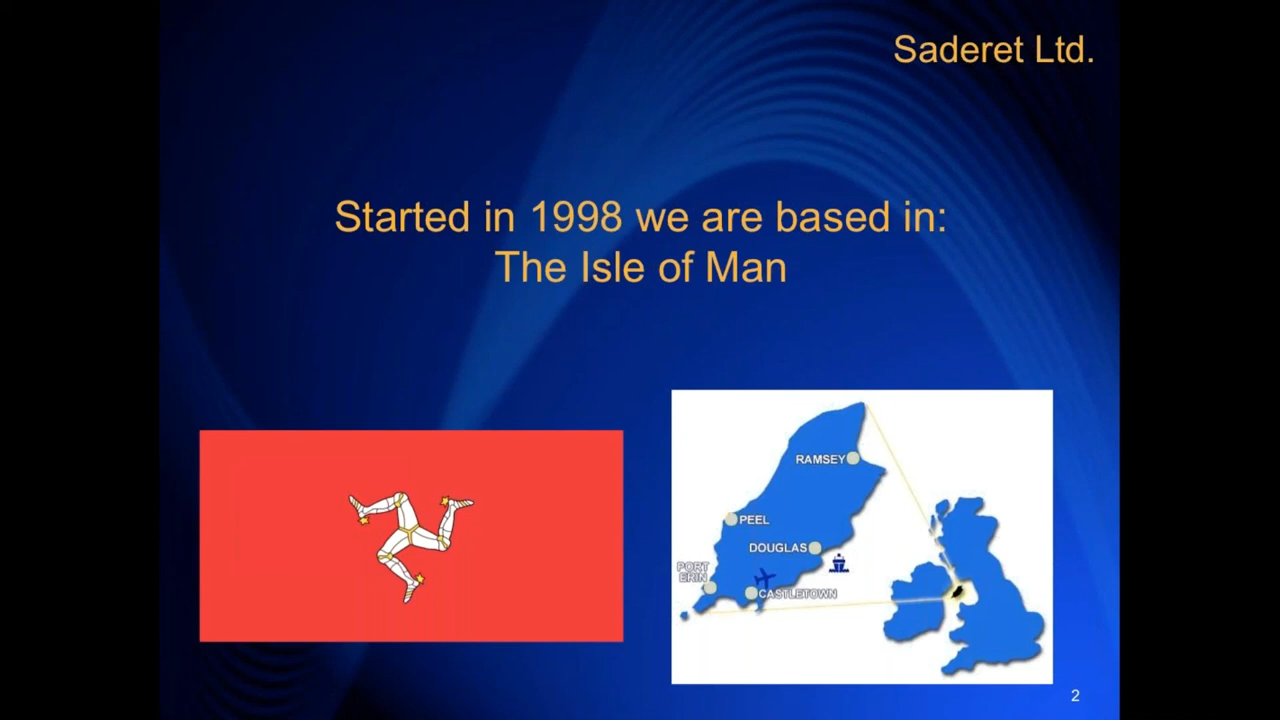 Saderet Ltd.
Started in 1998 we are based in:
The Isle of Man
RAMSEY
PEEL
DOUGLAS
PORT
ERIN
CASTLETOWN
2